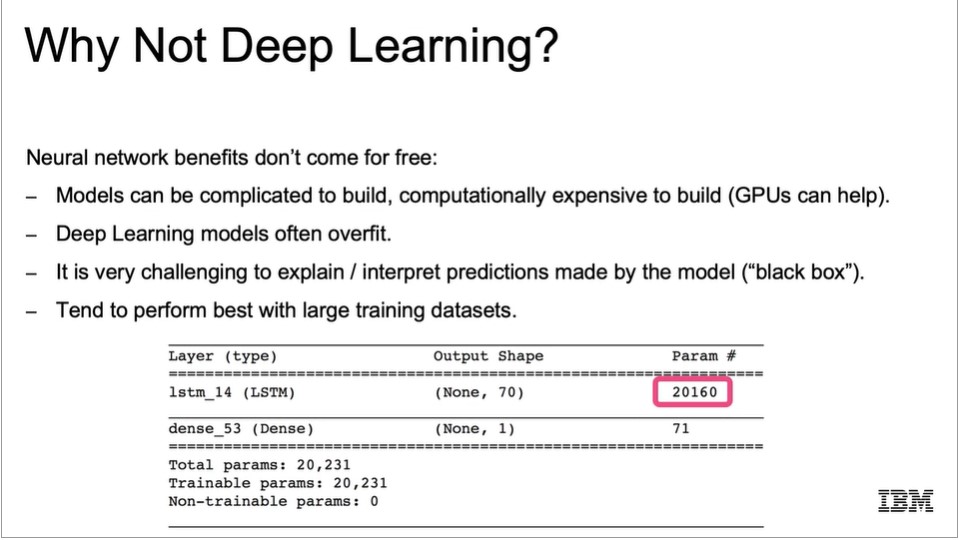 Why Not Deep Learning?
Neural network benefits don't come for free:
– Models can be complicated to build, computationally expensive to build (GPUs can help).
– Deep Learning models often overfit.
– It is very challenging to explain / interpret predictions made by the model (“black box”).
– Tend to perform best with large training datasets.
Layer (type) Output Shape Param #
=================================================================
lstm_14 (LSTM) (None, 70) 20160
_________________________________________________________________
dense_53 (Dense) (None, 1) 71
=================================================================
Total params: 20,231
Trainable params: 20,231
Non-trainable params: 0
IBM